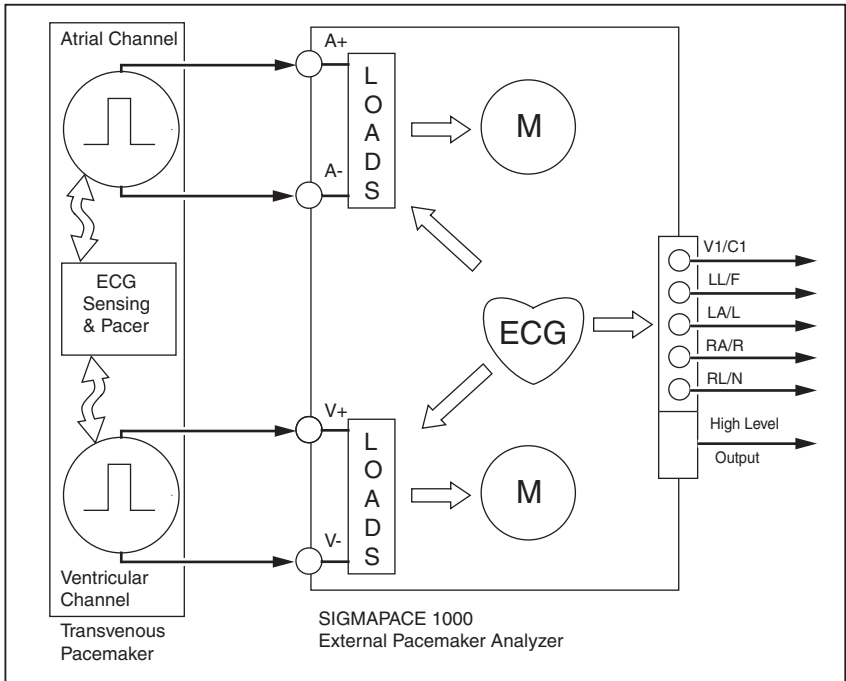 Atrial Channel
A+
L
O
A
D
S
M
A-
ECG
Sensing
& Pacer
ECG
V1/C1
LL/F
LA/L
RA/R
RL/N
High Level
Output
V+
L
O
A
D
S
M
V-
Ventricular
Channel
Transvenous
Pacemaker
SIGMAPACE 1000
External Pacemaker Analyzer